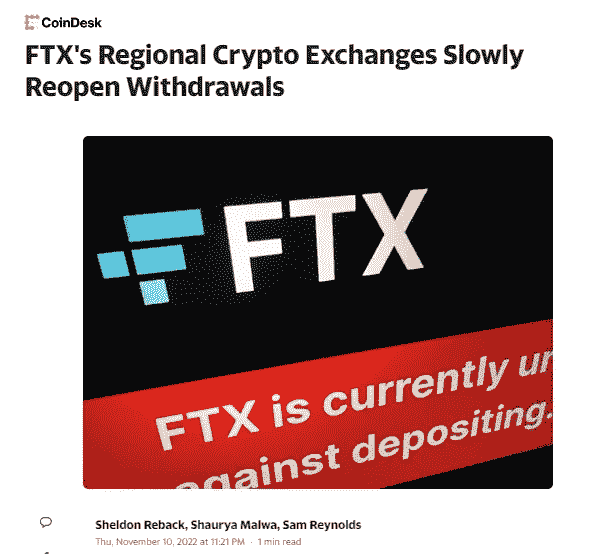 CoinDesk
FTX's Regional Crypto Exchanges Slowly
Reopen Withdrawals
FTX
FTX is currently
against depositing.
Sheldon Reback, Shaurya Malwa, Sam Reynolds
Thu, November 10, 2022 at 11:21 PM · 1 min read